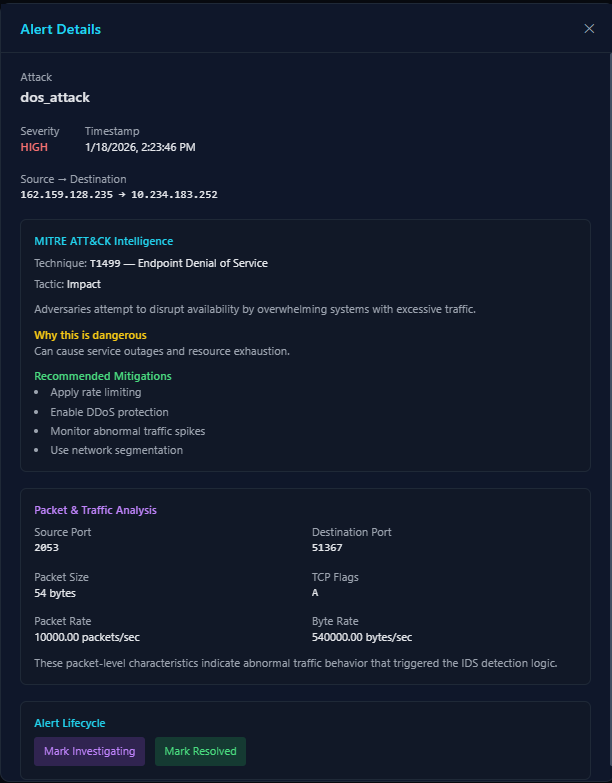 Alert Details
Attack
dos_attack
Severity Timestamp
HIGH 1/18/2026, 2:23:46 PM
Source → Destination
162.159.128.235 → 10.234.183.252
MITRE ATT&CK Intelligence
Technique: T1499 — Endpoint Denial of Service
Tactic: Impact
Adversaries attempt to disrupt availability by overwhelming systems with excessive traffic.
Why this is dangerous
Can cause service outages and resource exhaustion.
Recommended Mitigations
• Apply rate limiting
• Enable DDoS protection
• Monitor abnormal traffic spikes
• Use network segmentation
Packet & Traffic Analysis
Source Port Destination Port
2053 51367
Packet Size TCP Flags
54 bytes A
Packet Rate Byte Rate
10000.00 packets/sec 540000.00 bytes/sec
These packet-level characteristics indicate abnormal traffic behavior that triggered the IDS detection logic.
Alert Lifecycle
Mark Investigating Mark Resolved